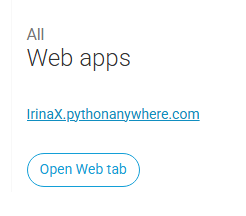 All
Web apps
IrinaX.pythonanywhere.com
Open Web tab